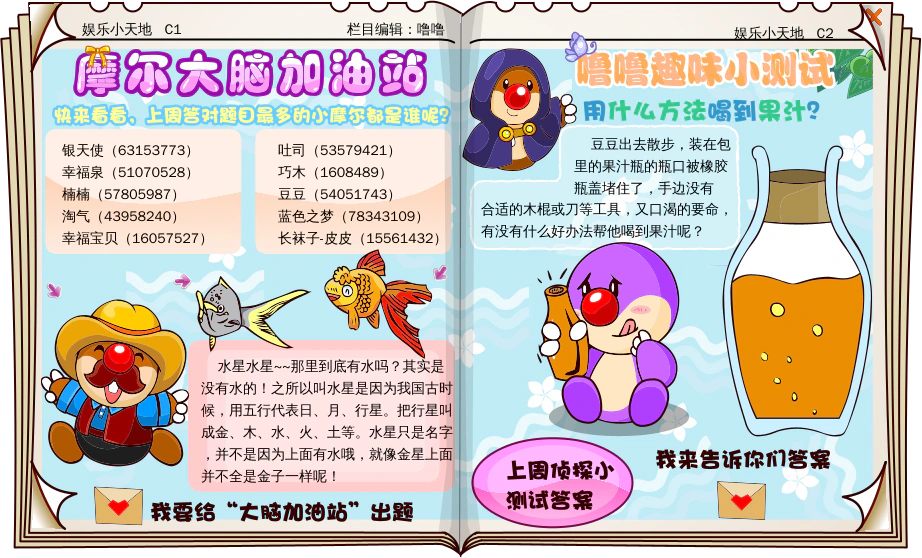 娱乐小天地 C1
栏目编辑：噜噜
摩尔大脑加油站
快来看看，上周答对题目最多的小摩尔都是谁呢？
银天使（63153773）
幸福泉（51070528）
楠楠（57805987）
淘气（43958240）
幸福宝贝（16057527）
吐司（53579421）
巧木（1608489）
豆豆（54051743）
蓝色之梦（78343109）
长袜子-皮皮（15561432）
水星水星~~那里到底有水吗？其实是
没有水的！之所以叫水星是因为我国古时
候，用五行代表日、月、行星。把行星叫
成金、木、水、火、土等。水星只是名字
，并不是因为上面有水哦，就像金星上面
并不全是金子一样呢！
我要给“大脑加油站”出题
娱乐小天地 C2
噜噜趣味小测试
用什么方法喝到果汁？
豆豆出去散步，装在包
里的果汁瓶的瓶口被橡胶
瓶盖堵住了，手边没有
合适的木棍或刀等工具，又口渴的要命，
有没有什么好办法帮他喝到果汁呢？
我来告诉你们答案
上周侦探小
测试答案